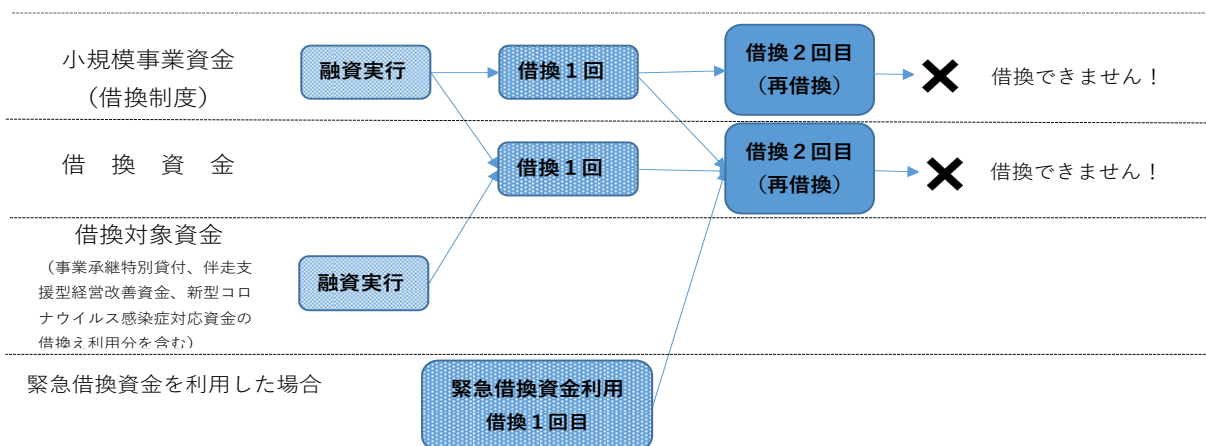 小規模事業資金
（借換制度）
融資実行
借換１回
借換２回目
（再借換）
借換できません！
借　換　資　金
借換１回
借換２回目
（再借換）
借換できません！
借換対象資金
（事業承継特別貸付、伴走支
援型経営改善資金、新型コロ
ナウイルス感染症対応資金の
借換え利用分を含む）
融資実行
緊急借換資金を利用した場合
緊急借換資金利用
借換１回目